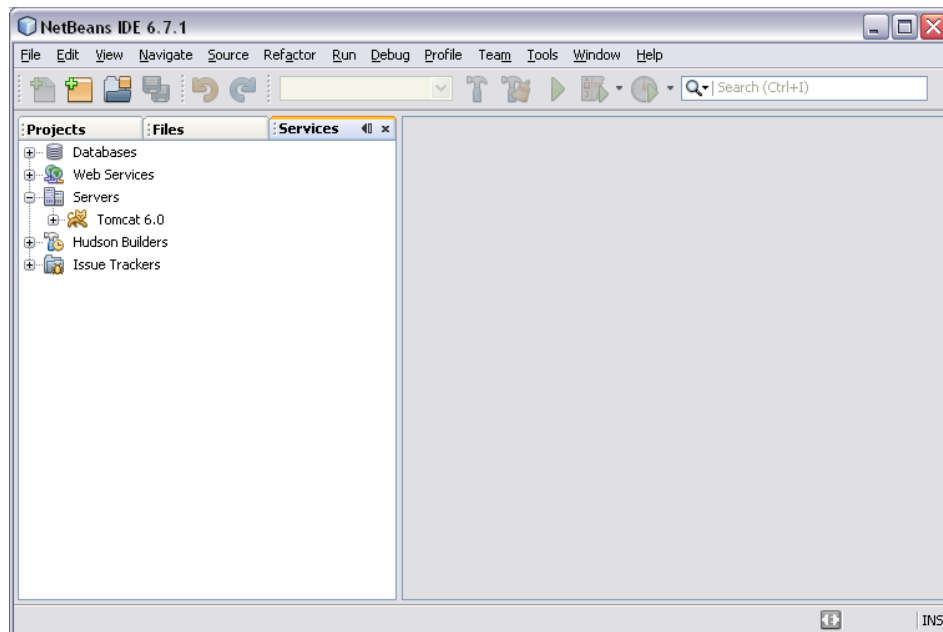 NetBeans IDE 6.7.1
File Edit View Navigate Source Refactor Run Debug Profile Team Tools Window Help
Search (Ctrl+I)
Projects Files Services
Databases
Web Services
Servers
Tomcat 6.0
Hudson Builders
Issue Trackers
INS